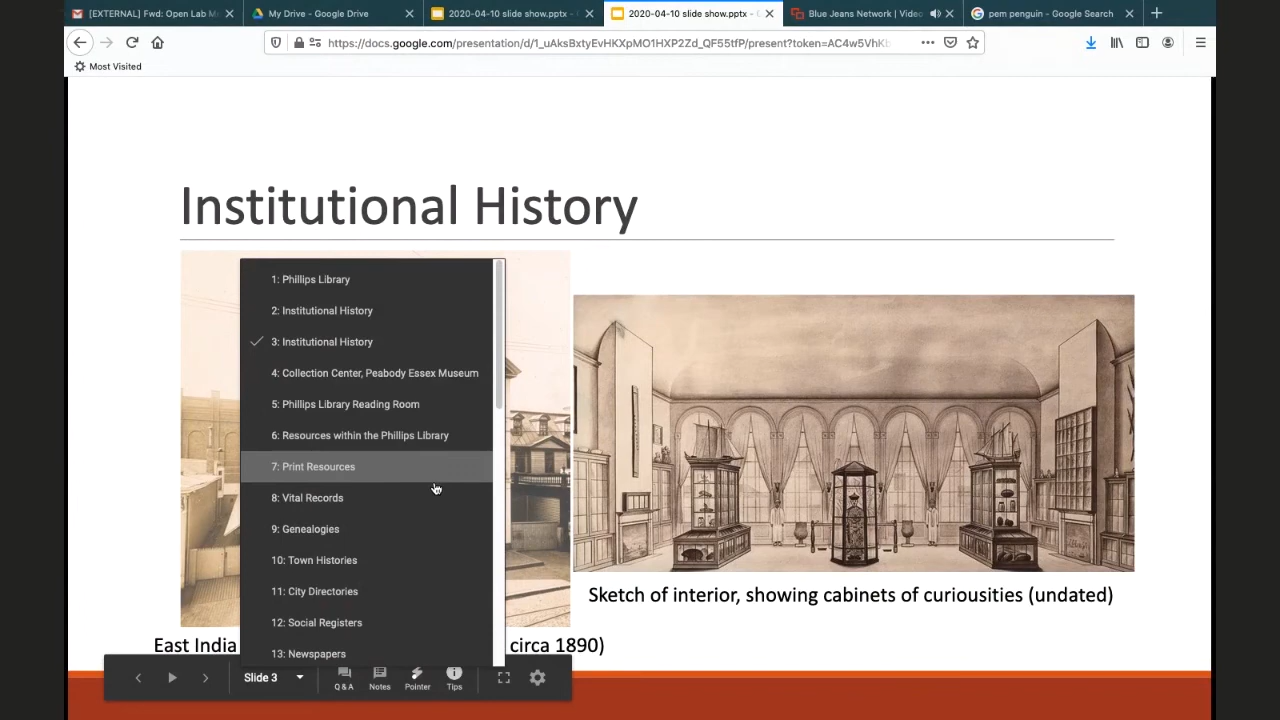 [EXTERNAL] Fwd: Open Lab M
My Drive - Google Drive
2020-04-10 slide show.pptx -
2020-04-10 slide show.pptx -
Blue Jeans Network | Video
pem penguin - Google Search
https://docs.google.com/presentation/d/1_uAksBxtyEvHKXpMO1HXP2Zd_QF55tfP/present?token=AC4w5VhKb
Most Visited
Institutional History
1: Phillips Library
2: Institutional History
3: Institutional History
4: Collection Center, Peabody Essex Museum
5: Phillips Library Reading Room
6: Resources within the Phillips Library
7: Print Resources
8: Vital Records
9: Genealogies
10: Town Histories
11: City Directories
12: Social Registers
13: Newspapers
Sketch of interior, showing cabinets of curiousities (undated)
East India circa 1890)
Slide 3
Q & A
Notes
Pointer
Tips